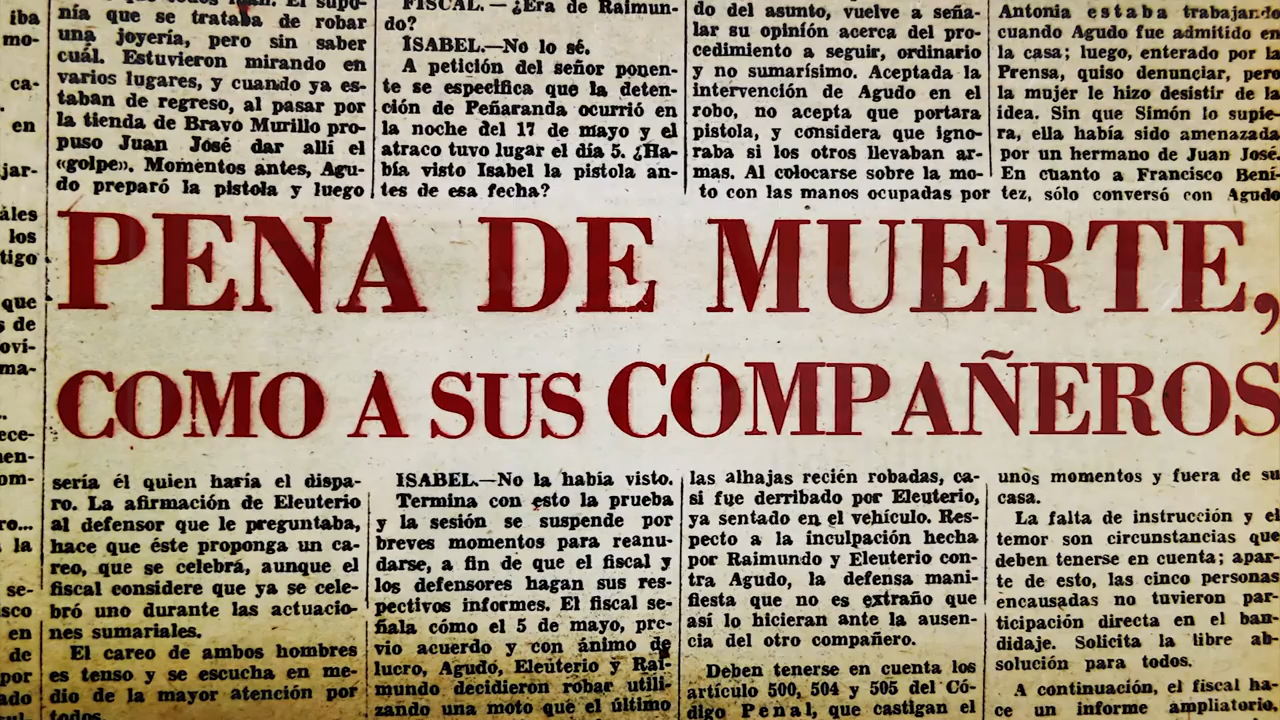 iba
mo-
ca-
en
jar-
los
tigo
que
de
ovi-
ma-
ece-
en-
om-
ro...
la
se-
isco
en
de
por
ado
nía que se trataba de robar
una joyería, pero sin saber
cuál. Estuvieron mirando en
varios lugares, y cuando ya es-
taban de regreso, al pasar por
la tienda de Bravo Murillo pro-
puso Juan José dar allí el
«golpe». Momentos antes, Agu-
do preparó la pistola y luego
FISCAL. — ¿Era de Raimun-
do?
ISABEL.—No lo sé.
A petición del señor ponen-
te se especifica que la deten-
ción de Peñaranda ocurrió en
la noche del 17 de mayo y el
atraco tuvo lugar el día 5. ¿Ha-
bía visto Isabel la pistola an-
tes de esa fecha?
do del asunto, vuelve a seña-
lar su opinión acerca del pro-
cedimiento a seguir, ordinario
y no sumarísimo. Aceptada la
intervención de Agudo en el
robo, no acepta que portara
pistola, y considera que igno-
raba si los otros llevaban ar-
mas. Al colocarse sobre la mo-
to con las manos ocupadas por
Antonia estaba trabajando
cuando Agudo fue admitido en
la casa; luego, enterado por la
Prensa, quiso denunciar, pero
la mujer le hizo desistir de la
idea. Sin que Simón lo supie-
ra, ella había sido amenazada
por un hermano de Juan José.
En cuanto a Francisco Bení-
tez, sólo conversó con Agudo
PENA DE MUERTE,
COMO A SUS COMPAÑEROS
sería él quien haría el dispa-
ro. La afirmación de Eleuterio
al defensor que le preguntaba,
hace que éste proponga un ca-
reo, que se celebrá, aunque el
fiscal considere que ya se cele-
bró uno durante las actuacio-
nes sumariales.
El careo de ambos hombres
es tenso y se escucha en me-
dio de la mayor atención por
todos.
ISABEL.—No la había visto.
Termina con esto la prueba
y la sesión se suspende por
breves momentos para reanu-
darse, a fin de que el fiscal y
los defensores hagan sus res-
pectivos informes. El fiscal se-
ñala cómo el 5 de mayo, pre-
vio acuerdo y con ánimo de
lucro, Agudo, Eleuterio y Rai-
mundo decidieron robar utili-
zando una moto que el último
las alhajas recién robadas, ca-
si fue derribado por Eleuterio,
ya sentado en el vehículo. Res-
pecto a la inculpación hecha
por Raimundo y Eleuterio con-
tra Agudo, la defensa mani-
fiesta que no es extraño que
así lo hicieran ante la ausen-
cia del otro compañero.
Deben tenerse en cuenta los
artículo 500, 504 y 505 del Có-
digo Penal, que castigan el
unos momentos y fuera de su
casa.
La falta de instrucción y el
temor son circunstancias que
deben tenerse en cuenta; apar-
te de esto, las cinco personas
encausadas no tuvieron par-
ticipación directa en el ban-
didaje. Solicita la libre ab-
solución para todos.
A continuación, el fiscal ha-
ce un informe ampliatorio,